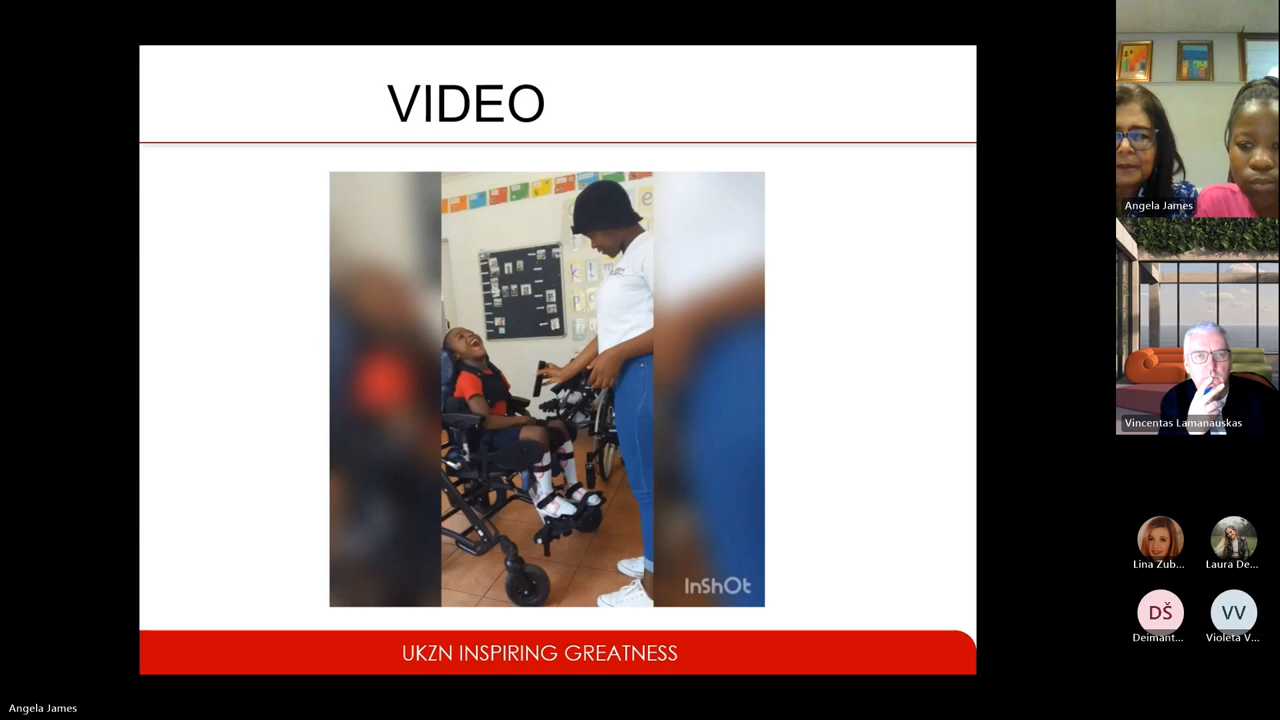 VIDEO
k
InShOt
UKZN INSPIRING GREATNESS
Angela James
Vincentas Lamanauskas
Lina Zub...
Laura De...
DŠ
VV
Deimant...
Violeta V...
Angela James